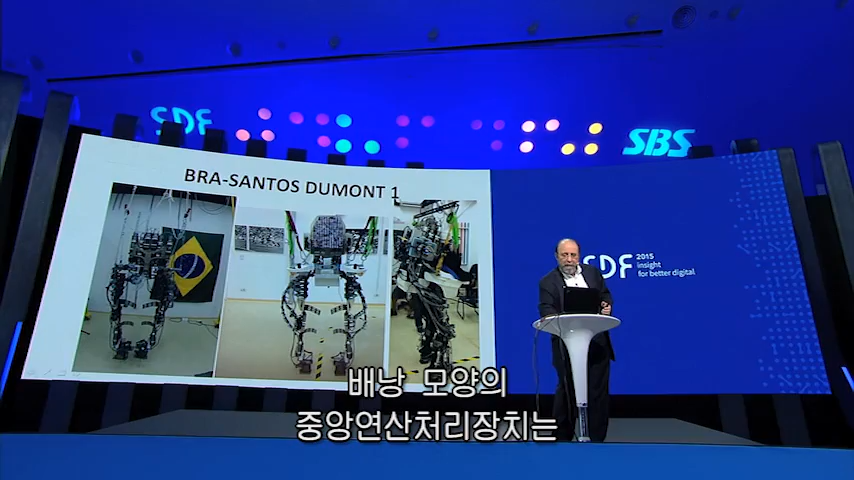 SDF
SBS
BRA-SANTOS DUMONT 1
SDF 2015
insight
for better digital
배낭 모양의
중앙연산처리장치는